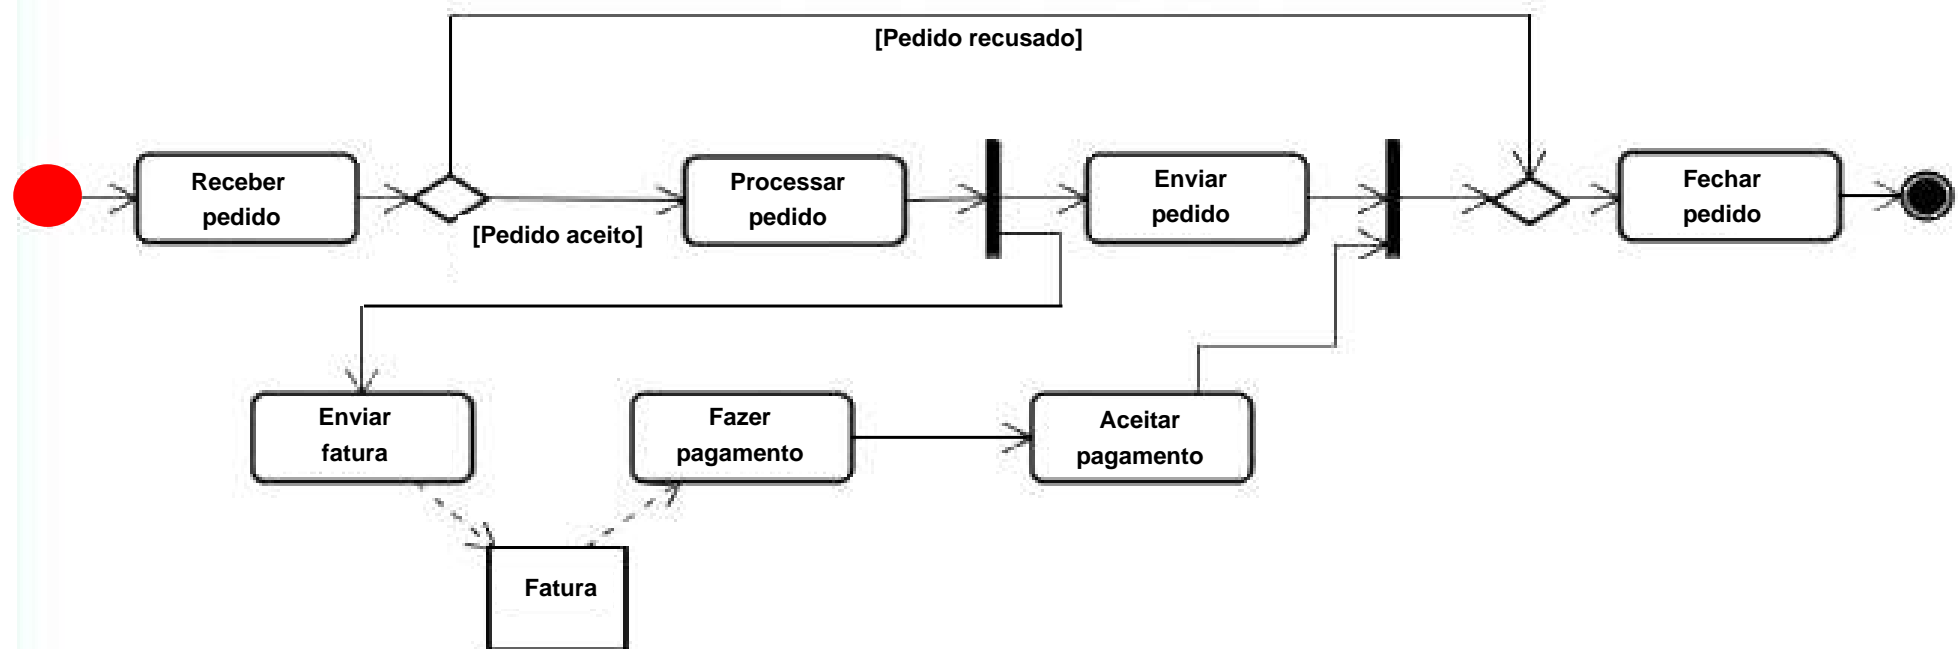 [Pedido recusado]
Receber
pedido
[Pedido aceito]
Processar
pedido
Enviar
pedido
Fechar
pedido
Enviar
fatura
Fazer
pagamento
Aceitar
pagamento
Fatura